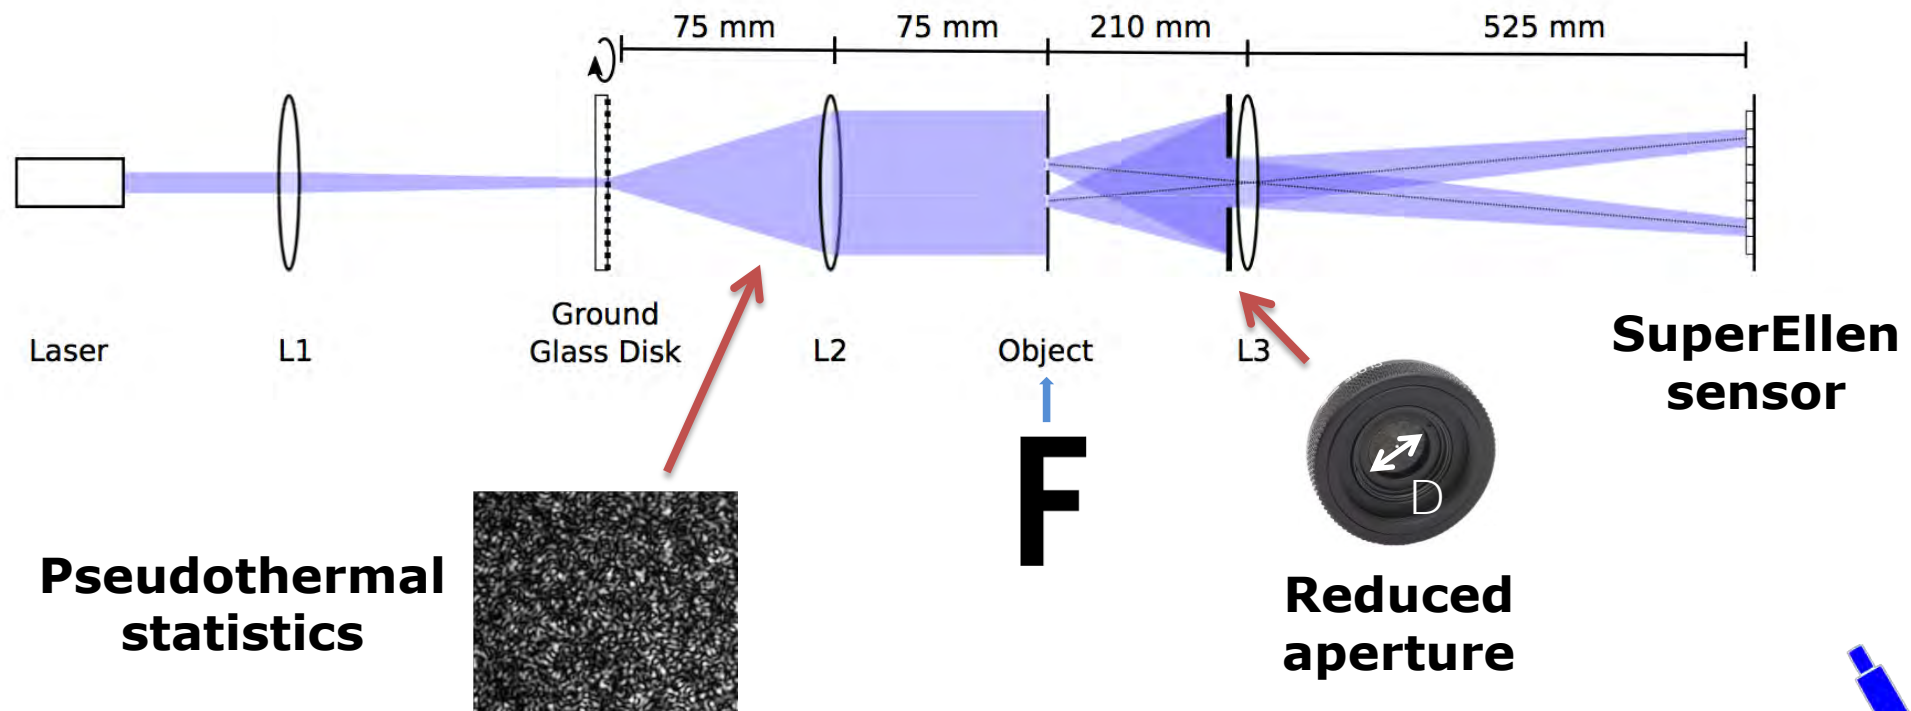 75 mm
75 mm
210 mm
525 mm
Laser
L1
Ground
Glass Disk
L2
Object
L3
SuperEllen
sensor
F
D
Pseudothermal
statistics
Reduced
aperture